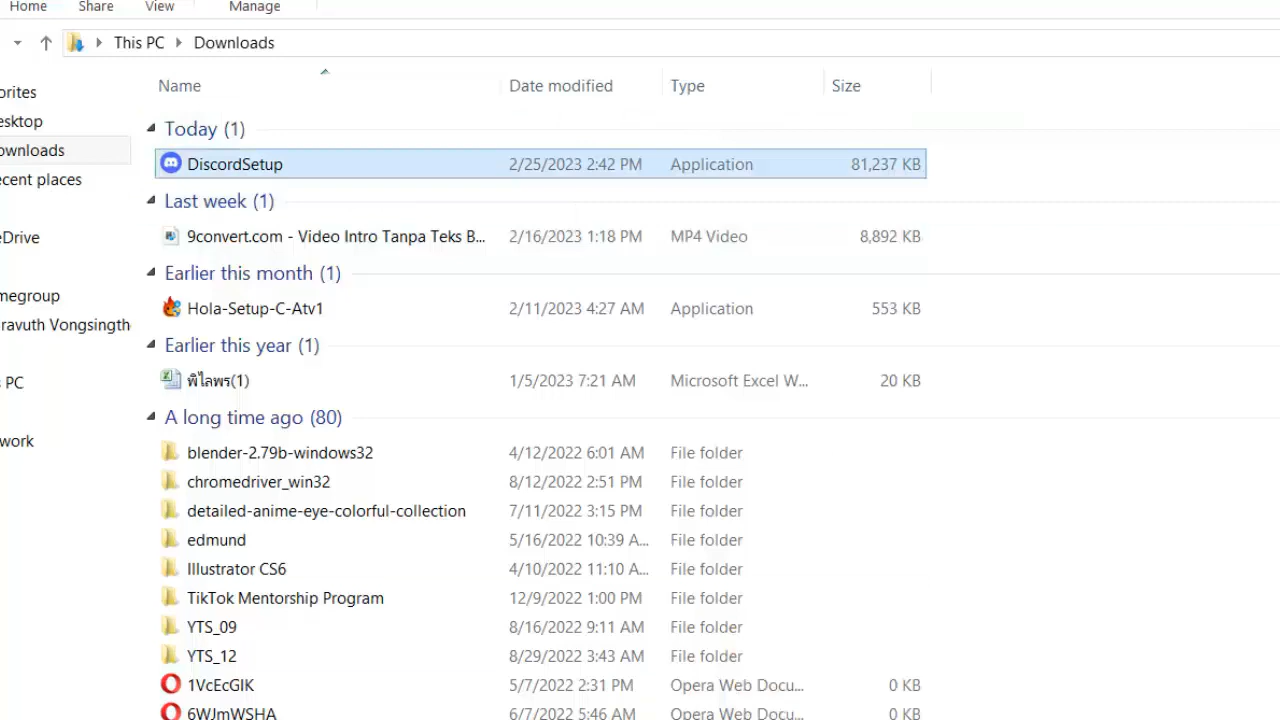 Home Share View Manage
This PC Downloads
Name Date modified Type Size
orites
esktop
ownloads
ecent places
eDrive
megroup
ravuth Vongsingth
s PC
work
Today (1)
DiscordSetup 2/25/2023 2:42 PM Application 81,237 KB
Last week (1)
9convert.com - Video Intro Tanpa Teks B... 2/16/2023 1:18 PM MP4 Video 8,892 KB
Earlier this month (1)
Hola-Setup-C-Atv1 2/11/2023 4:27 AM Application 553 KB
Earlier this year (1)
พิไลพร(1) 1/5/2023 7:21 AM Microsoft Excel W... 20 KB
A long time ago (80)
blender-2.79b-windows32 4/12/2022 6:01 AM File folder
chromedriver_win32 8/12/2022 2:51 PM File folder
detailed-anime-eye-colorful-collection 7/11/2022 3:15 PM File folder
edmund 5/16/2022 10:39 A... File folder
Illustrator CS6 4/10/2022 11:10 A... File folder
TikTok Mentorship Program 12/9/2022 1:00 PM File folder
YTS_09 8/16/2022 9:11 AM File folder
YTS_12 8/29/2022 3:43 AM File folder
1VcEcGIK 5/7/2022 2:31 PM Opera Web Docu... 0 KB
6WJmWSHA 6/7/2022 5:46 AM Opera Web Docu... 0 KB